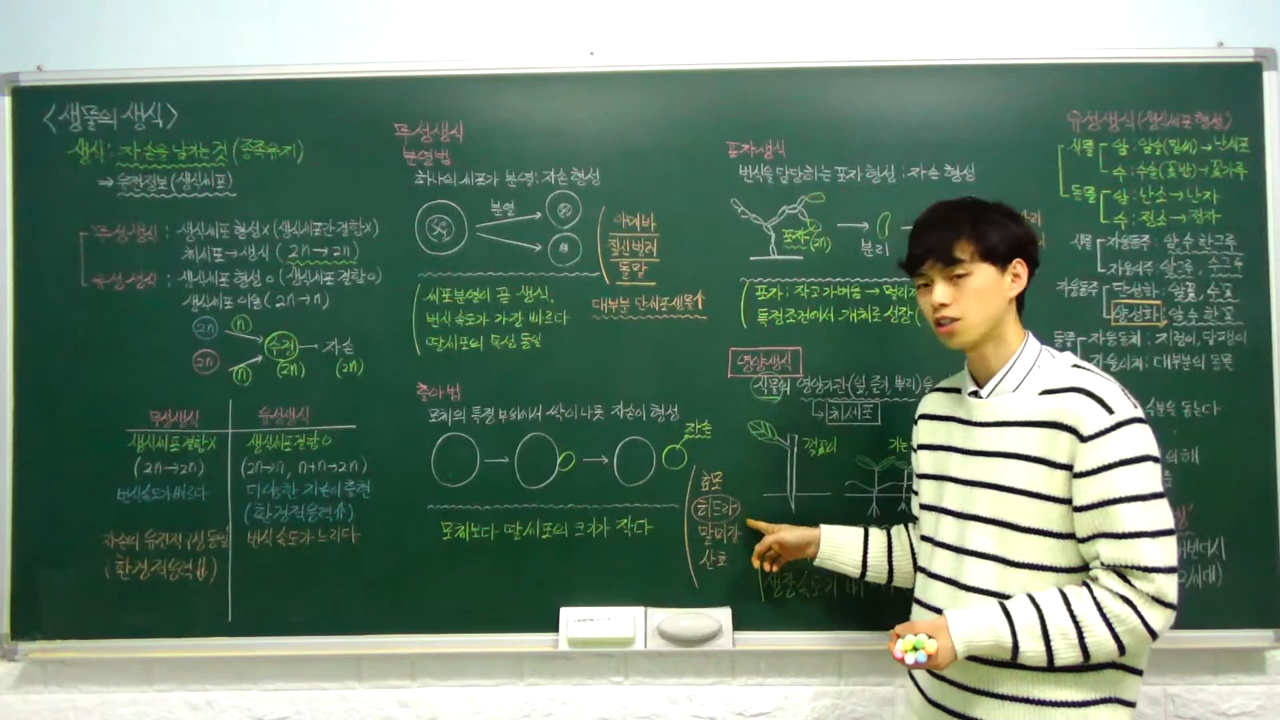 <생물의 생식>
생식: 자손을 남기는 것 (종족유지)
⇒ 유전정보(생식세포)
무성생식 : 생식세포 형성 X (생식세포간 결합 X)
체세포→생식 (2n→2n)
유성생식 : 생식세포 형성 O (생식세포 결합 O)
생식세포 이용 (2n→n)
2n n
수정 → 자손
2n n (2n) (2n)
무성생식 유성생식
생식세포 결합 X 생식세포 결합 O
(2n→2n) (2n→n, n+n→2n)
번식속도가 빠르다 다양한 자손이 출현
(환경적응력↑)
자손의 유전적 구성 동일 번식 속도가 느리다
(환경적응력↓)
무성생식
분열법
하나의 세포가 분열: 자손 형성
분열
아메바
짚신벌레
돌말
대부분 단세포생물↑
세포분열이 곧 생식.
번식 속도가 가장 빠르다
딸세포의 특성 동일
출아법
모체의 특정 부위에서 싹이 나옷 자손이 형성
자손
효모
히드라
말미잘
산호
모체보다 딸세포의 크기가 작다
포자생식
번식을 담당하는 포자 형성 : 자손 형성
포자(2n) 분리
포자: 작고 가벼움 → 멀리
특정조건에서 개체로 성장
영양생식
식물의 영양기관(잎, 줄기, 뿌리)을
체세포
꺾꽂이
생장속도가
유성생식(생식세포 형성)
식물 암: 암술(밑씨)→난세포
수: 수술(꽃밥)→꽃가루
동물 암: 난소→난자
수: 정소→정자
식물 자웅동주: 암, 수 한그루
자웅이주: 암그루, 수그루
자웅동주 단성화: 암꽃, 수꽃
양성화: 암 수 한꽃
동물 자웅동체: 지렁이, 달팽이
자웅이체: 대부분의 동물
의해